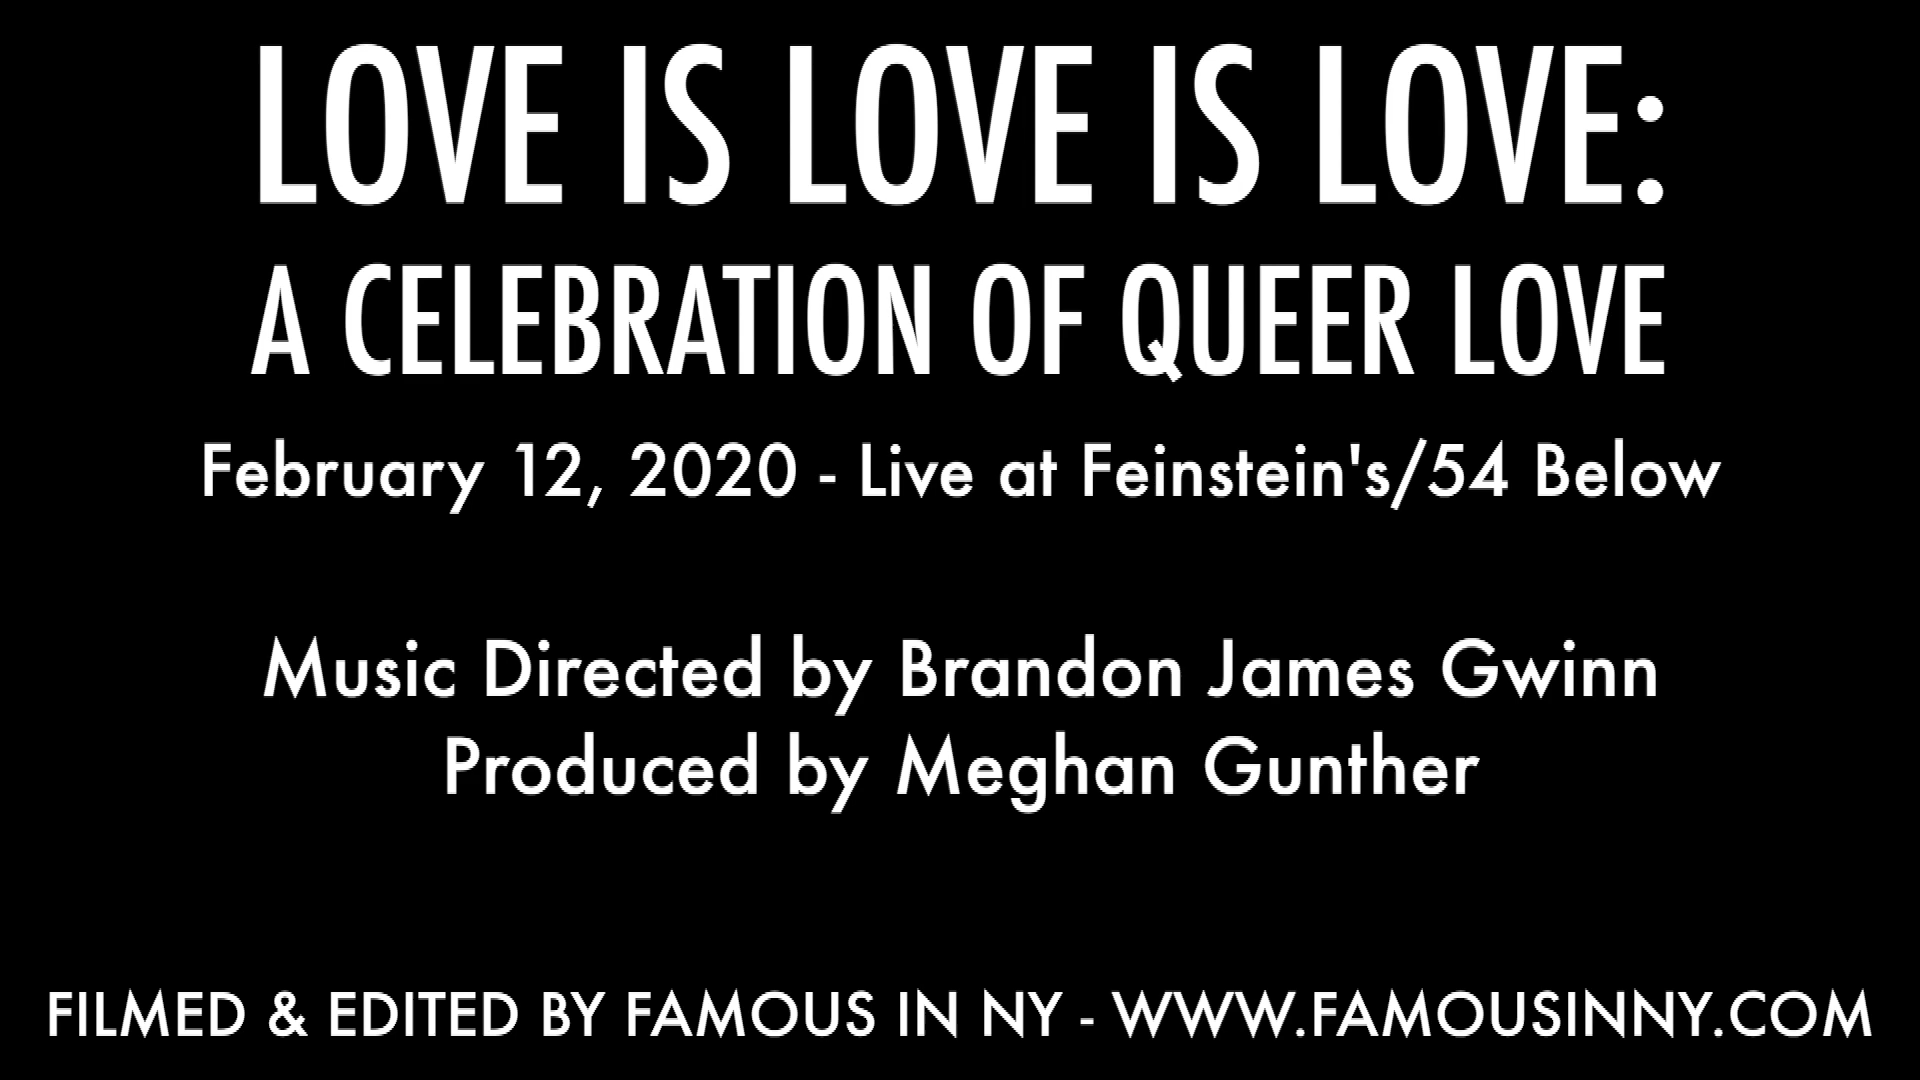 LOVE IS LOVE IS LOVE:
A CELEBRATION OF QUEER LOVE
February 12, 2020 - Live at Feinstein's/54 Below
Music Directed by Brandon James Gwinn
Produced by Meghan Gunther
FILMED & EDITED BY FAMOUS IN NY - WWW.FAMOUSINNY.COM